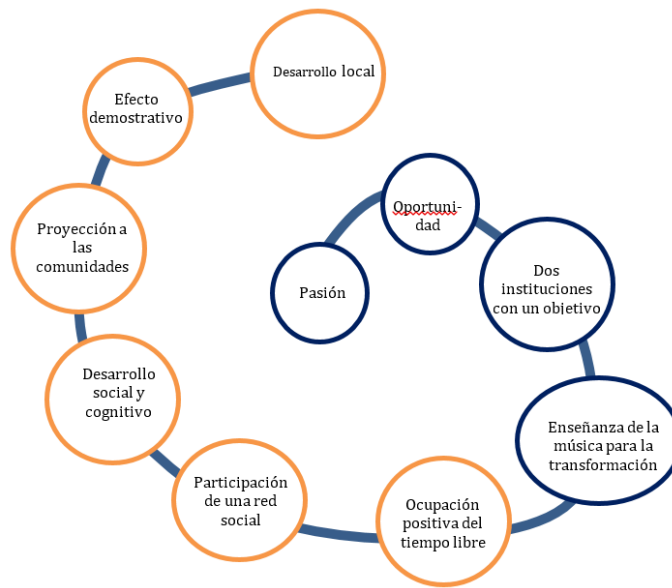 Desarrollo local
Efecto
demostrativo
Proyección a
las
comunidades
Desarrollo
social y
cognitivo
Participación
de una red
social
Ocupación
positiva del
tiempo libre
Enseñanza de la
música para la
transformación
Dos
instituciones
con un objetivo
Oportuni-
dad
Pasión